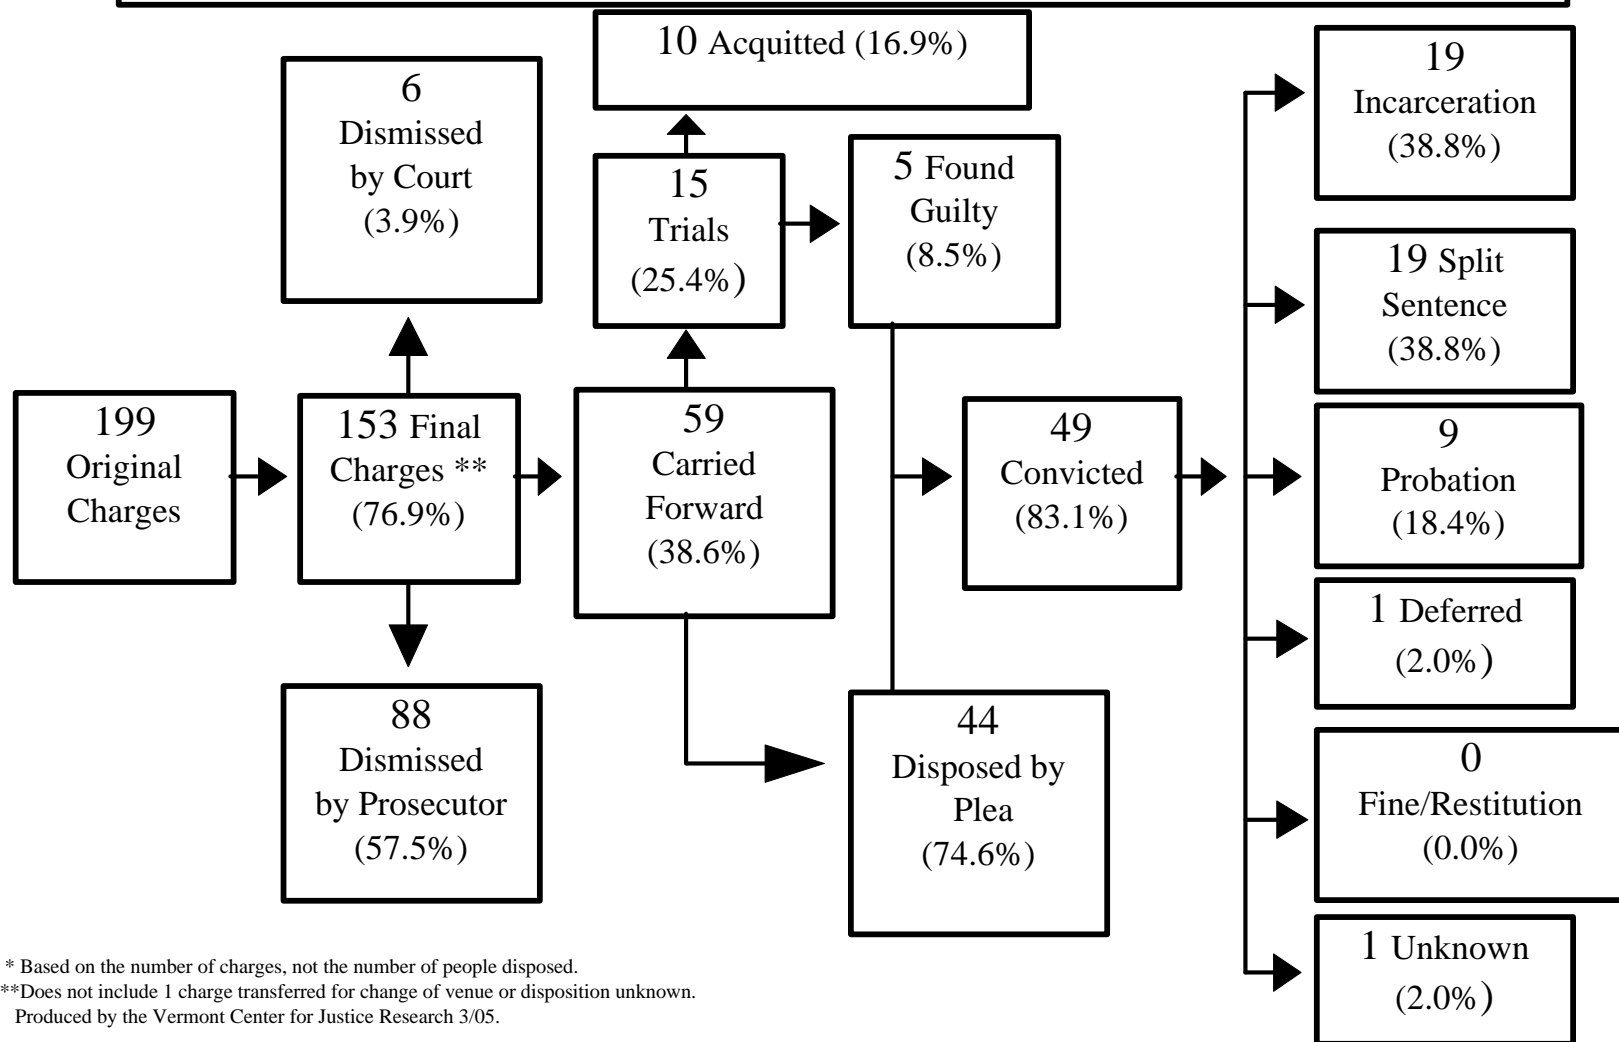 10 Acquitted (16.9%)
6
Dismissed
by Court
(3.9%)
15
Trials
(25.4%)
5 Found
Guilty
(8.5%)
19
Incarceration
(38.8%)
19 Split
Sentence
(38.8%)
199
Original
Charges
153 Final
Charges **
(76.9%)
59
Carried
Forward
(38.6%)
49
Convicted
(83.1%)
9
Probation
(18.4%)
1 Deferred
(2.0%)
88
Dismissed
by Prosecutor
(57.5%)
44
Disposed by
Plea
(74.6%)
0
Fine/Restitution
(0.0%)
1 Unknown
(2.0%)
* Based on the number of charges, not the number of people disposed.
**Does not include 1 charge transferred for change of venue or disposition unknown.
Produced by the Vermont Center for Justice Research 3/05.